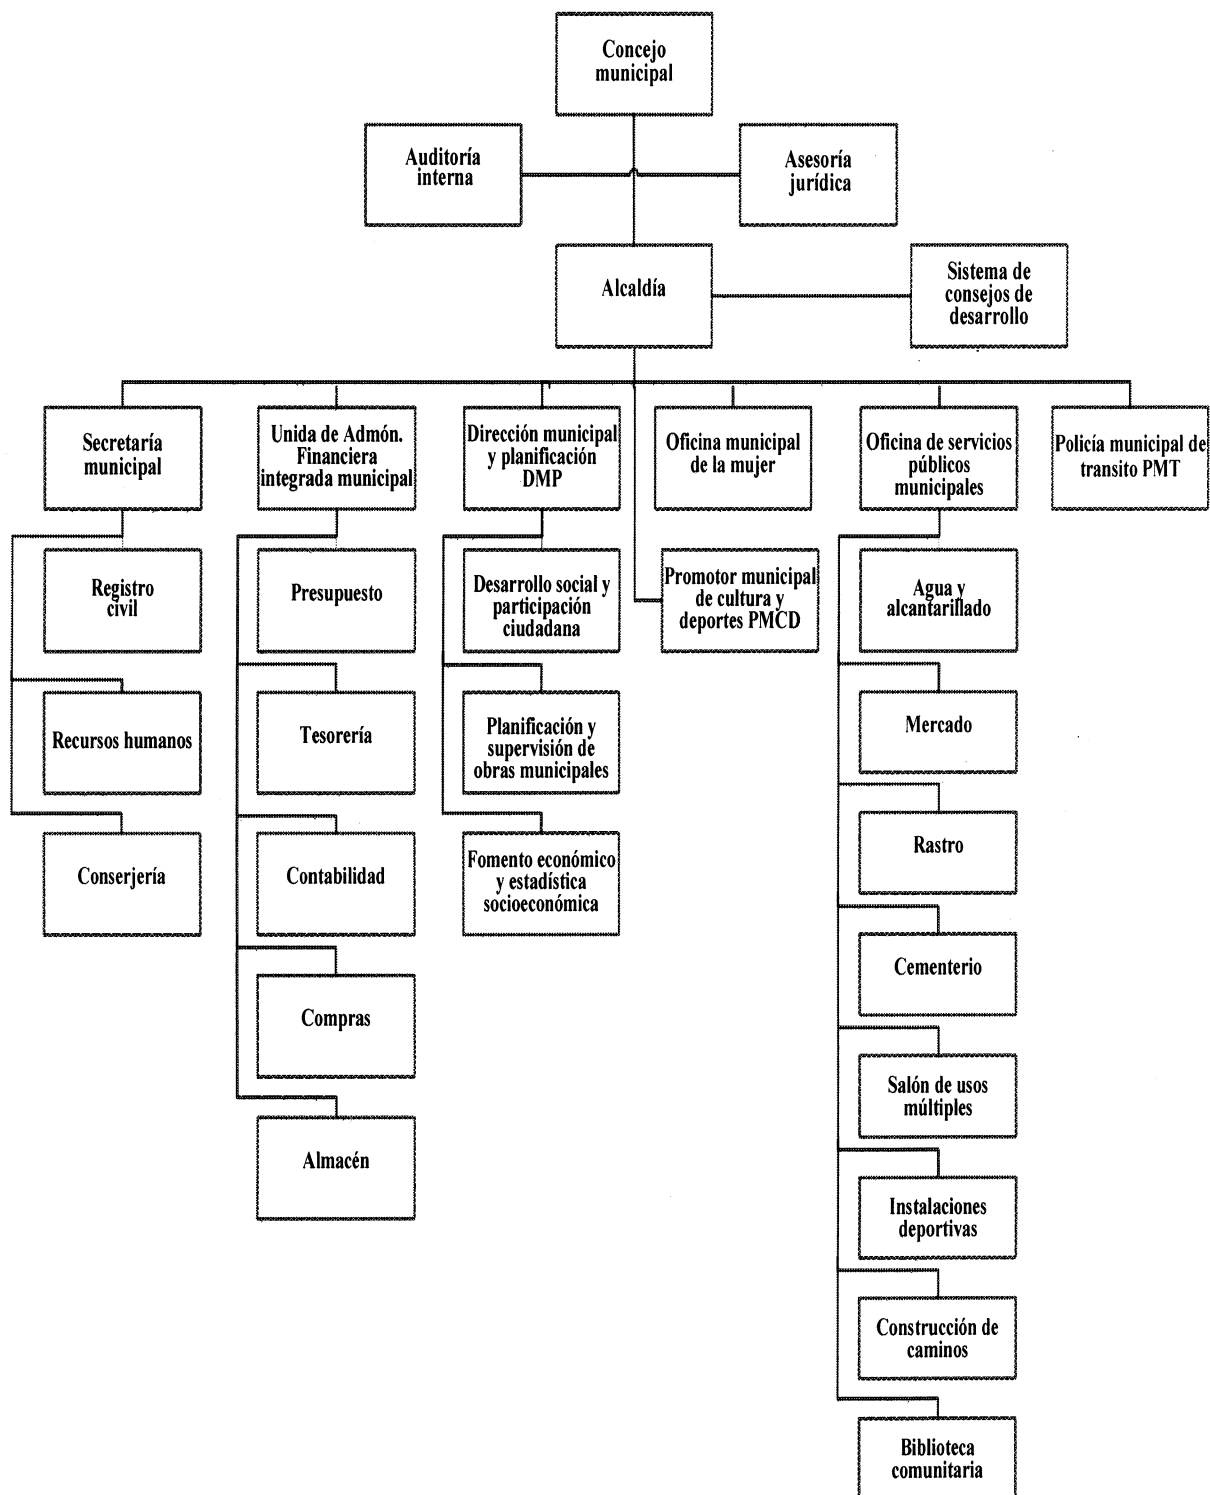 Concejo
municipal
Auditoría
interna
Asesoría
jurídica
Alcaldía
Sistema de
consejos de
desarrollo
Secretaría
municipal
Unida de Admón.
Financiera
integrada municipal
Dirección municipal
y planificación
DMP
Oficina municipal
de la mujer
Oficina de servicios
públicos
municipales
Policía municipal de
transito PMT
Registro
civil
Presupuesto
Desarrollo social y
participación
ciudadana
Promotor municipal
de cultura y
deportes PMCD
Agua y
alcantarillado
Recursos humanos
Tesorería
Planificación y
supervisión de
obras municipales
Mercado
Conserjería
Contabilidad
Fomento económico
y estadística
socioeconómica
Rastro
Cementerio
Compras
Salón de usos
múltiples
Almacén
Instalaciones
deportivas
Construcción de
caminos
Biblioteca
comunitaria